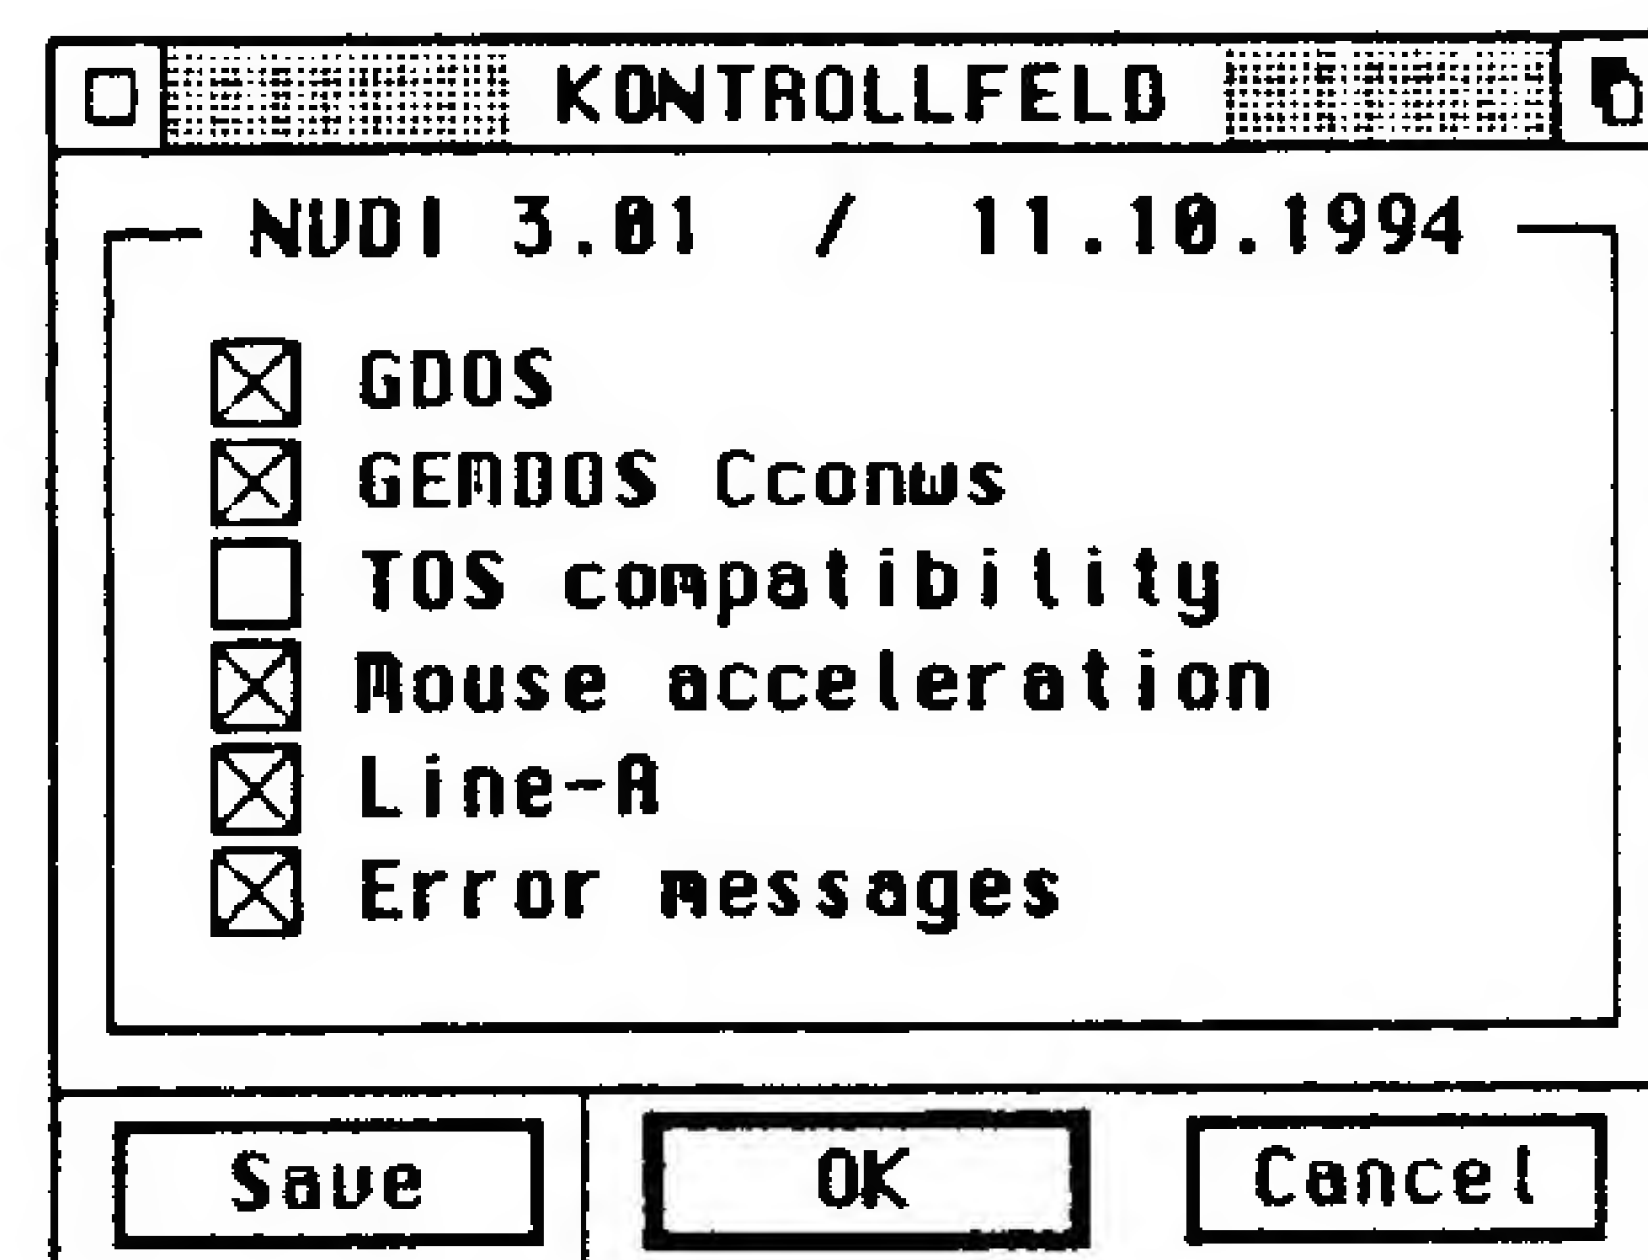 KONTROLLFELD
NVDI 3.01 / 11.10.1994
GDOS
GEMDOS Cconws
TOS compatibility
Mouse acceleration
Line-A
Error messages
Save
OK
Cancel